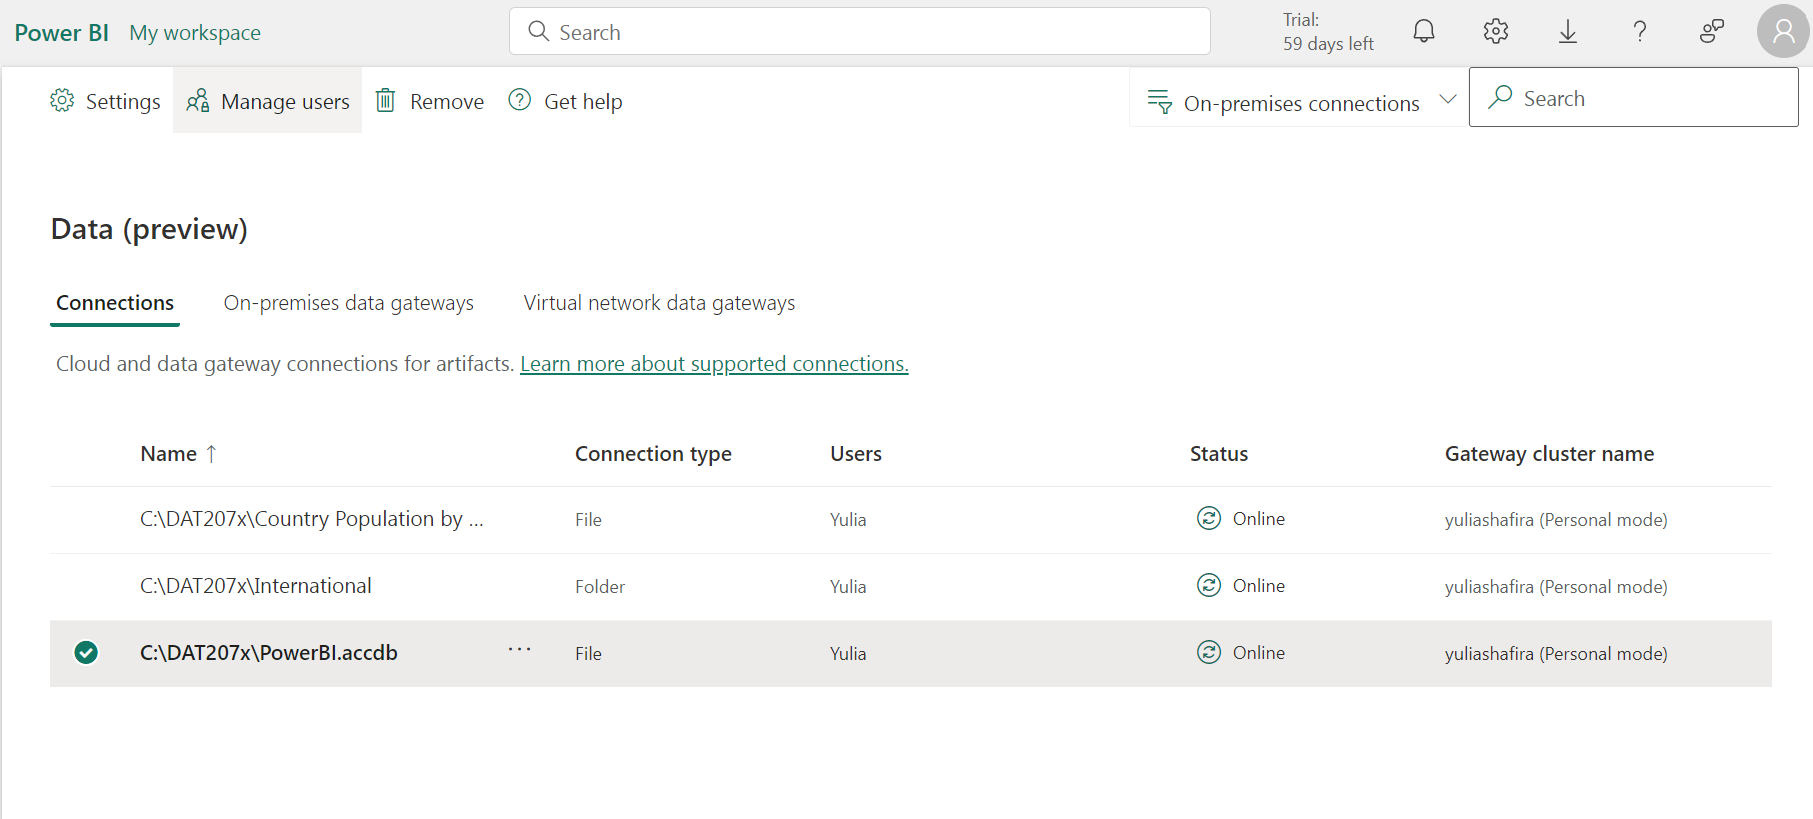 Power BI My workspace Search Trial:
59 days left
Settings Manage users Remove Get help On-premises connections Search
Data (preview)
Connections On-premises data gateways Virtual network data gateways
Cloud and data gateway connections for artifacts. Learn more about supported connections.
Name ↑ Connection type Users Status Gateway cluster name
C:\DAT207x\Country Population by ... File Yulia Online yuliashafira (Personal mode)
C:\DAT207x\International Folder Yulia Online yuliashafira (Personal mode)
C:\DAT207x\PowerBI.accdb ... File Yulia Online yuliashafira (Personal mode)